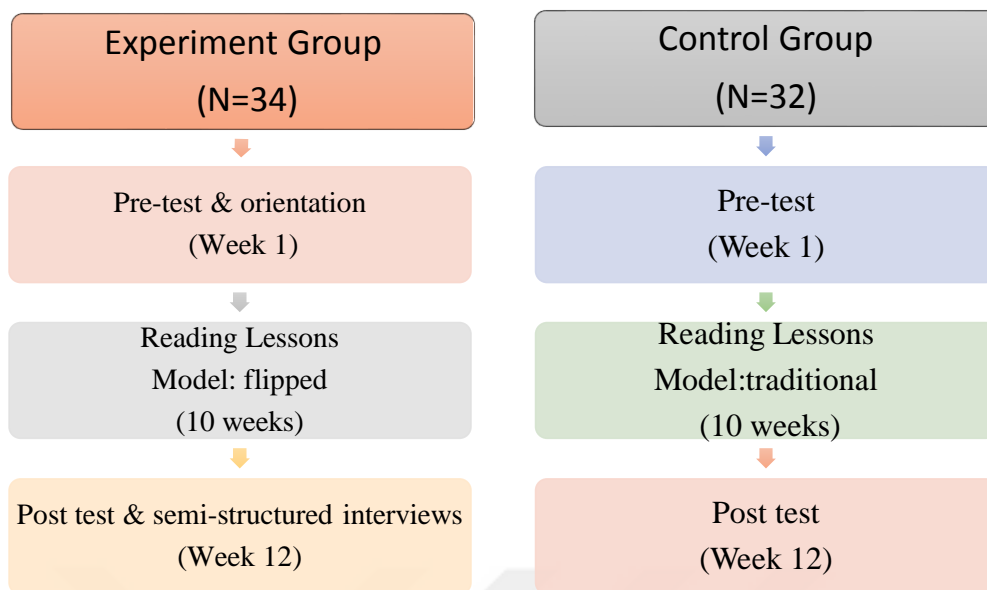 Experiment Group
(N=34)
Pre-test & orientation
(Week 1)
Reading Lessons
Model: flipped
(10 weeks)
Post test & semi-structured interviews
(Week 12)
Control Group
(N=32)
Pre-test
(Week 1)
Reading Lessons
Model:traditional
(10 weeks)
Post test
(Week 12)